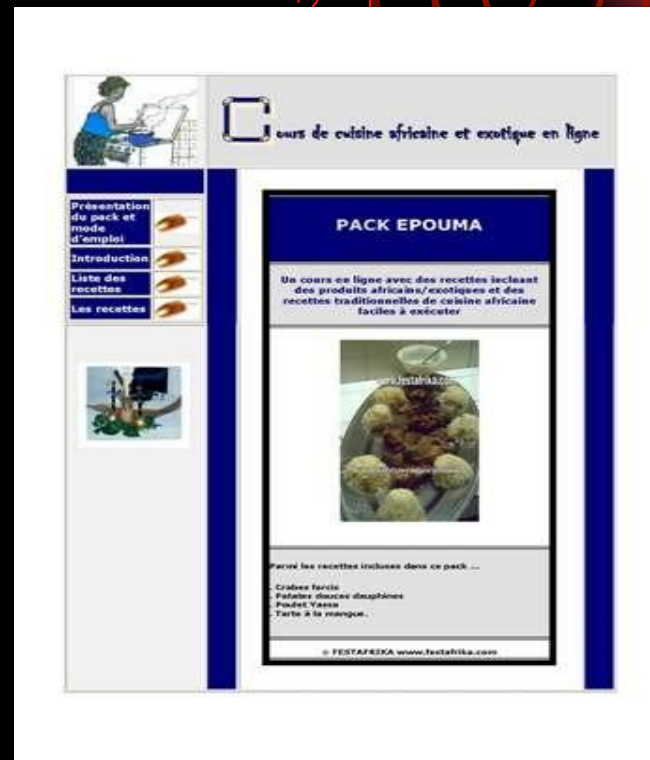 Cours de cuisine africaine et exotique en ligne
Présentation
du pack et
mode
d'emploi
Introduction
Liste des
recettes
Les recettes
PACK EPOUMA
Un cours en ligne avec des recettes incluant
des produits africains/exotiques et des
recettes traditionnelles de cuisine africaine
faciles à exécuter
www.festafrika.com
Parmi les recettes incluses dans ce pack ...
. Crabes farcis
. Patates douces dauphines
. Poulet Yassa
. Tarte à la mangue.
© FESTAFRIKA www.festafrika.com